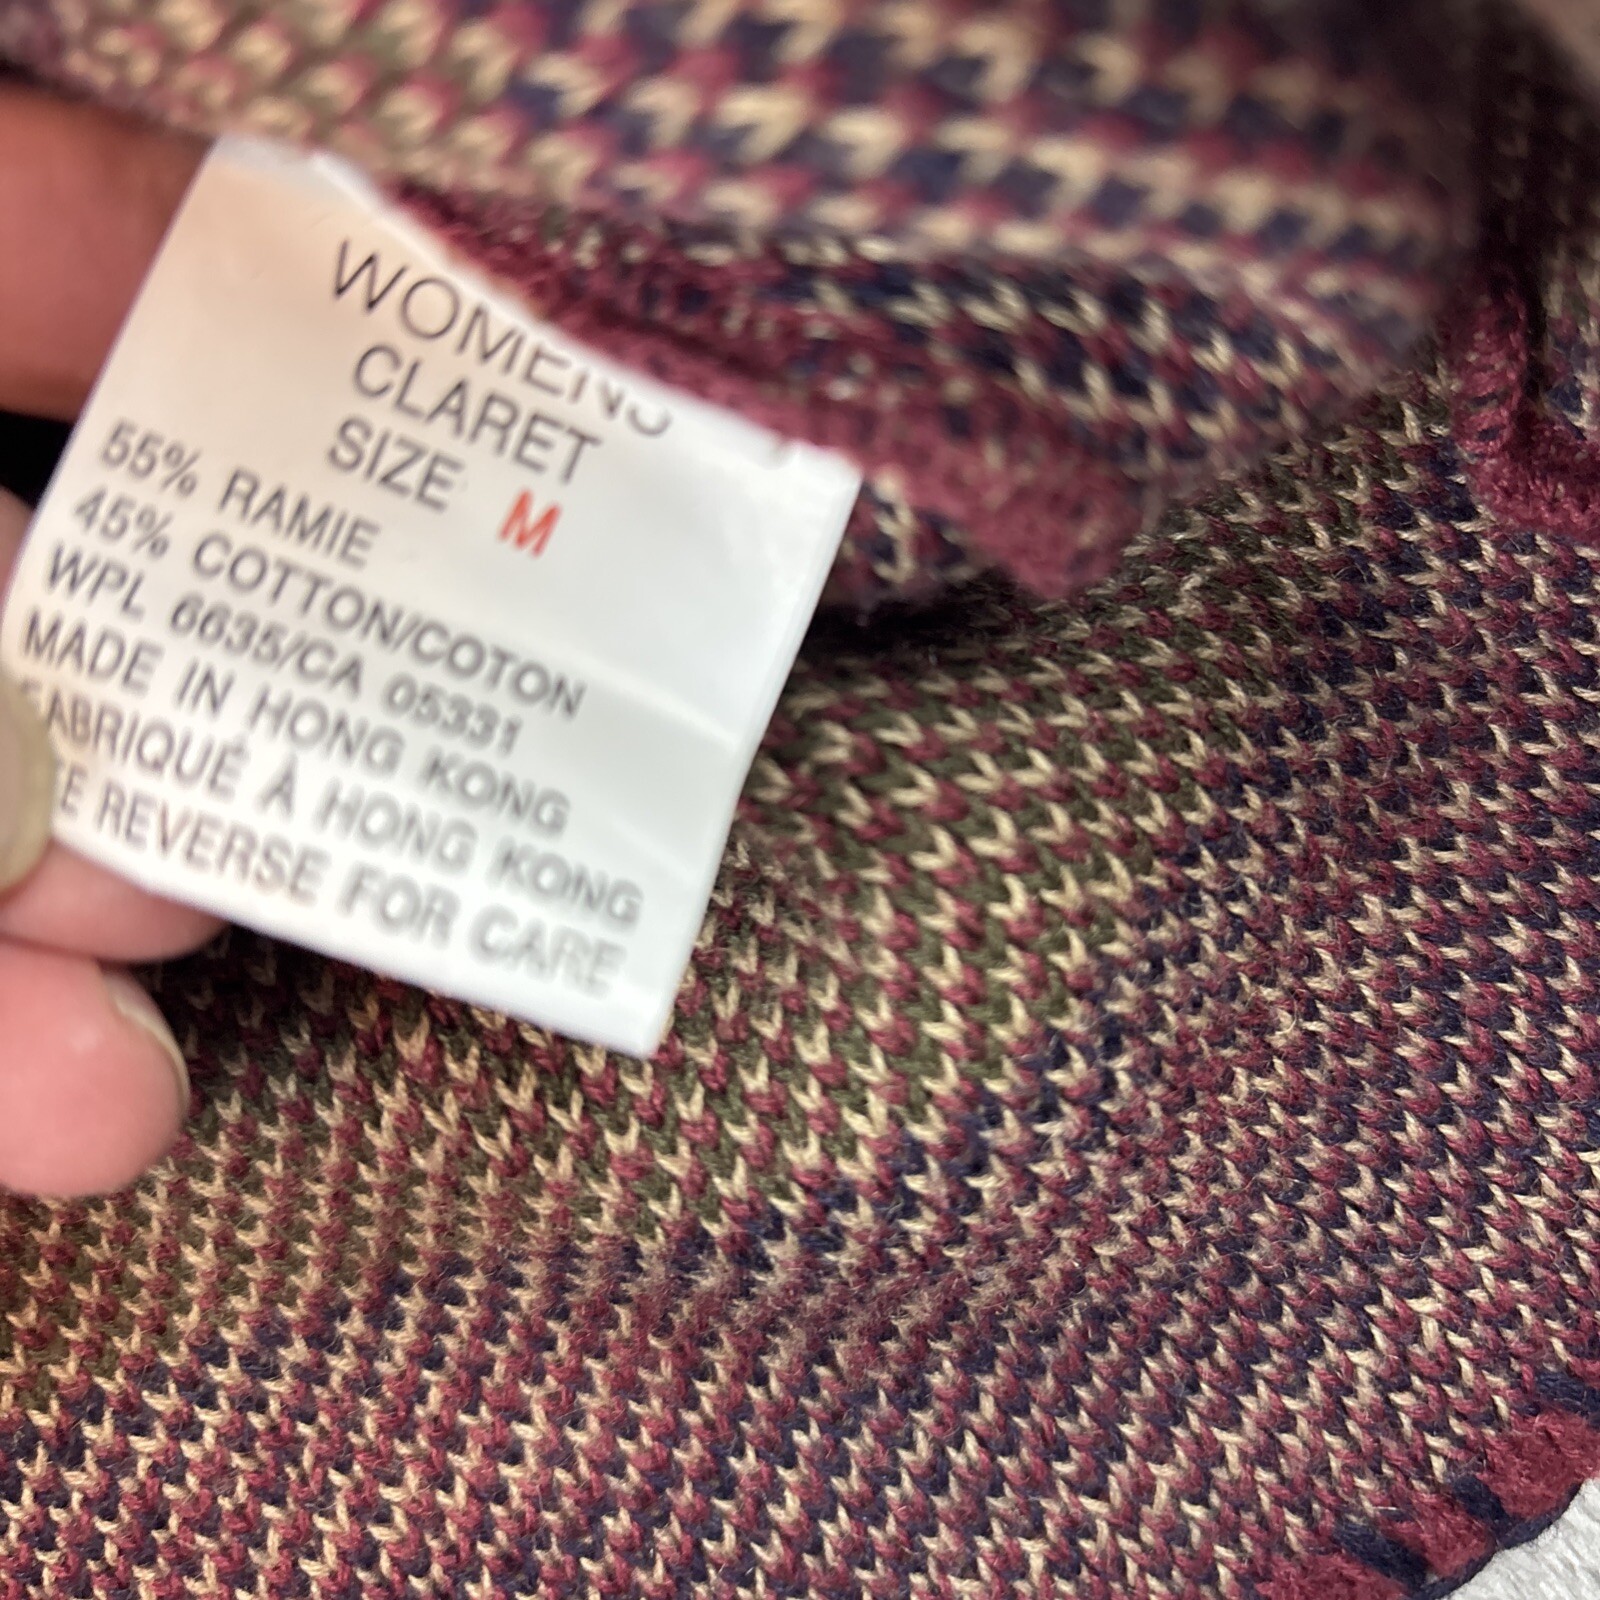 WOMENS
CLARET
SIZE M
55% RAMIE
45% COTTON/COTON
WPL 6635/CA 05331
MADE IN HONG KONG
FABRIQUÉ À HONG KONG
REVERSE FOR CARE